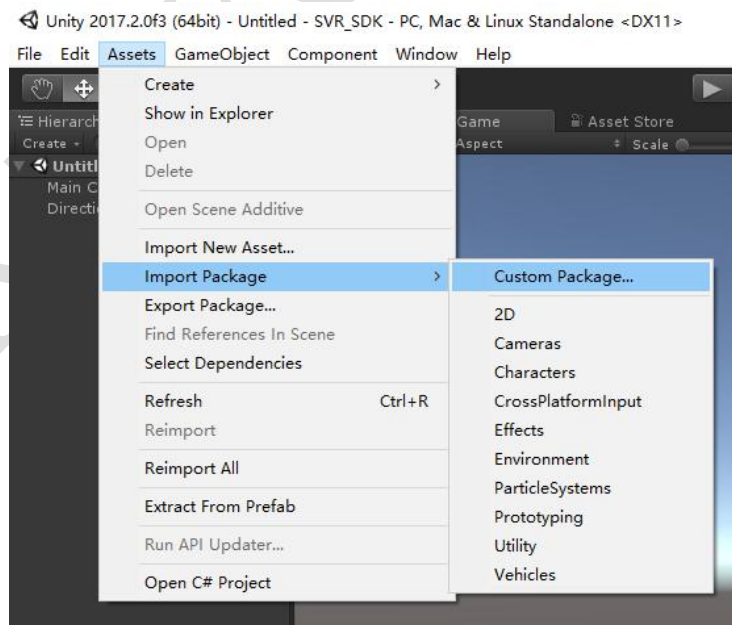 Unity 2017.2.0f3 (64bit) - Untitled - SVR_SDK - PC, Mac & Linux Standalone <DX11>
File Edit Assets GameObject Component Window Help
Hierarch
Game
Asset Store
Create
Aspect
Scale
Untitl
Main C
Directi
Create
Show in Explorer
Open
Delete
Open Scene Additive
Import New Asset...
Import Package
Export Package...
Find References In Scene
Select Dependencies
Refresh Ctrl+R
Reimport
Reimport All
Extract From Prefab
Run API Updater...
Open C# Project
Custom Package...
2D
Cameras
Characters
CrossPlatformInput
Effects
Environment
ParticleSystems
Prototyping
Utility
Vehicles